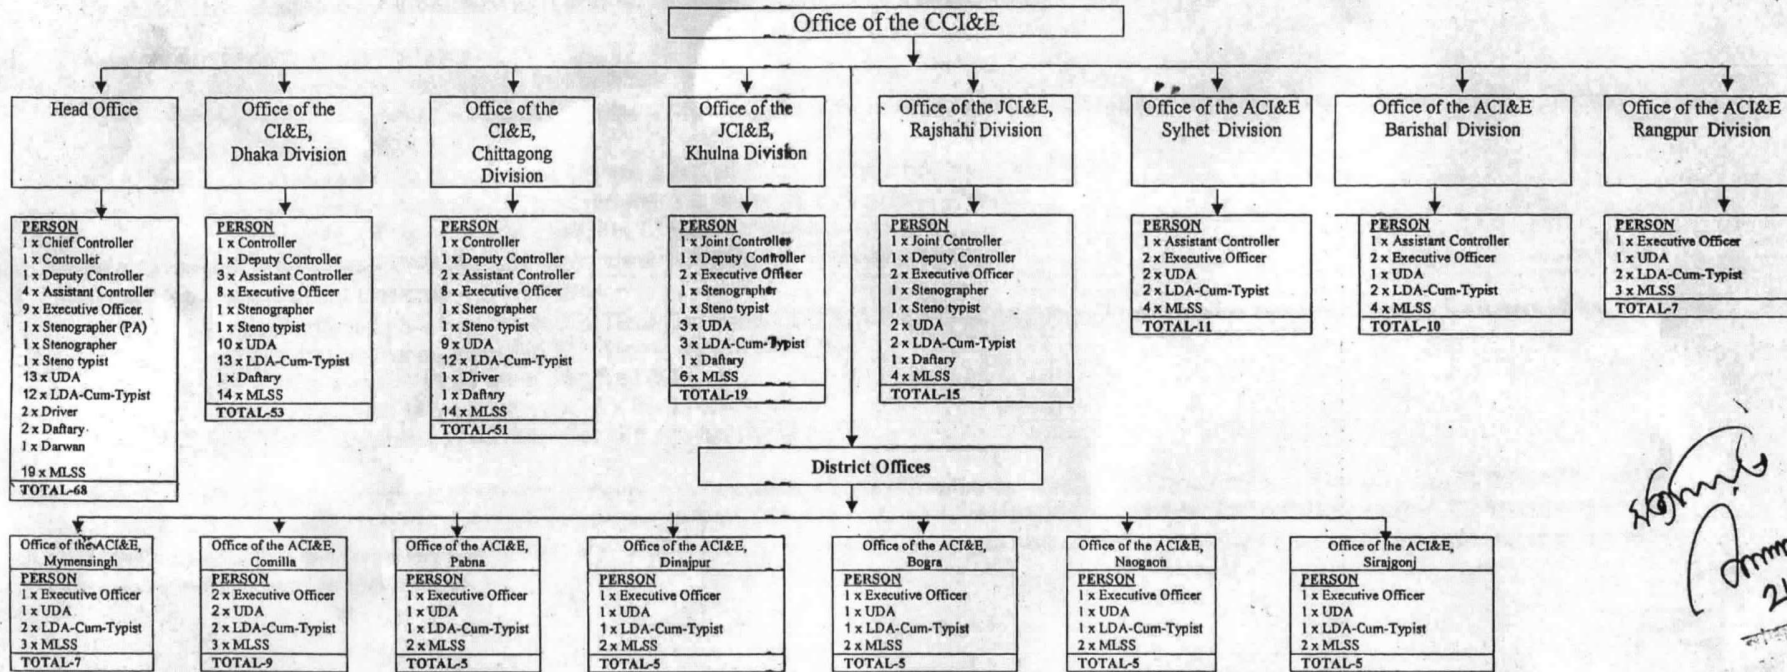 Office of the CCI&E
Head Office
Office of the
CI&E,
Dhaka Division
Office of the
CI&E,
Chittagong
Division
Office of the
JCI&E,
Khulna Division
Office of the JCI&E,
Rajshahi Division
Office of the ACI&E
Sylhet Division
Office of the ACI&E
Barishal Division
Office of the ACI&E
Rangpur Division
PERSON
1 x Chief Controller
1 x Controller
1 x Deputy Controller
4 x Assistant Controller
9 x Executive Officer
1 x Stenographer (PA)
1 x Stenographer
1 x Steno typist
13 x UDA
12 x LDA-Cum-Typist
2 x Driver
2 x Daftary
1 x Darwan
19 x MLSS
TOTAL-68
PERSON
1 x Controller
1 x Deputy Controller
3 x Assistant Controller
8 x Executive Officer
1 x Stenographer
1 x Steno typist
10 x UDA
13 x LDA-Cum-Typist
1 x Daftary
14 x MLSS
TOTAL-53
PERSON
1 x Controller
1 x Deputy Controller
2 x Assistant Controller
8 x Executive Officer
1 x Stenographer
1 x Steno typist
9 x UDA
12 x LDA-Cum-Typist
1 x Driver
1 x Daftary
14 x MLSS
TOTAL-51
PERSON
1 x Joint Controller
1 x Deputy Controller
2 x Executive Officer
1 x Stenographer
1 x Steno typist
3 x UDA
3 x LDA-Cum-Typist
1 x Daftary
6 x MLSS
TOTAL-19
PERSON
1 x Joint Controller
1 x Deputy Controller
2 x Executive Officer
1 x Stenographer
1 x Steno typist
2 x UDA
2 x LDA-Cum-Typist
1 x Daftary
4 x MLSS
TOTAL-15
PERSON
1 x Assistant Controller
2 x Executive Officer
2 x UDA
2 x LDA-Cum-Typist
4 x MLSS
TOTAL-11
PERSON
1 x Assistant Controller
2 x Executive Officer
1 x UDA
2 x LDA-Cum-Typist
4 x MLSS
TOTAL-10
PERSON
1 x Executive Officer
1 x UDA
2 x LDA-Cum-Typist
3 x MLSS
TOTAL-7
District Offices
Office of the ACI&E,
Mymensingh
PERSON
1 x Executive Officer
1 x UDA
2 x LDA-Cum-Typist
3 x MLSS
TOTAL-7
Office of the ACI&E,
Comilla
PERSON
2 x Executive Officer
2 x UDA
2 x LDA-Cum-Typist
3 x MLSS
TOTAL-9
Office of the ACI&E,
Pabna
PERSON
1 x Executive Officer
1 x UDA
1 x LDA-Cum-Typist
2 x MLSS
TOTAL-5
Office of the ACI&E,
Dinajpur
PERSON
1 x Executive Officer
1 x UDA
1 x LDA-Cum-Typist
2 x MLSS
TOTAL-5
Office of the ACI&E,
Bogra
PERSON
1 x Executive Officer
1 x UDA
1 x LDA-Cum-Typist
2 x MLSS
TOTAL-5
Office of the ACI&E,
Naogaon
PERSON
1 x Executive Officer
1 x UDA
1 x LDA-Cum-Typist
2 x MLSS
TOTAL-5
Office of the ACI&E,
Sirajgonj
PERSON
1 x Executive Officer
1 x UDA
1 x LDA-Cum-Typist
2 x MLSS
TOTAL-5